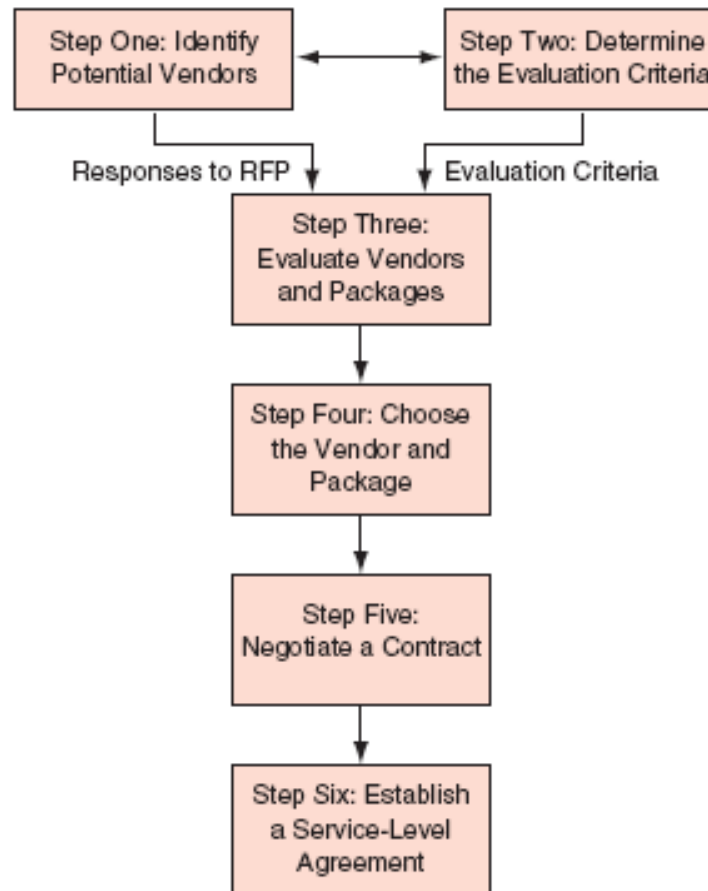 Step One: Identify
Potential Vendors
Step Two: Determine
the Evaluation Criteria
Responses to RFP
Evaluation Criteria
Step Three:
Evaluate Vendors
and Packages
Step Four: Choose
the Vendor and
Package
Step Five:
Negotiate a Contract
Step Six: Establish
a Service-Level
Agreement